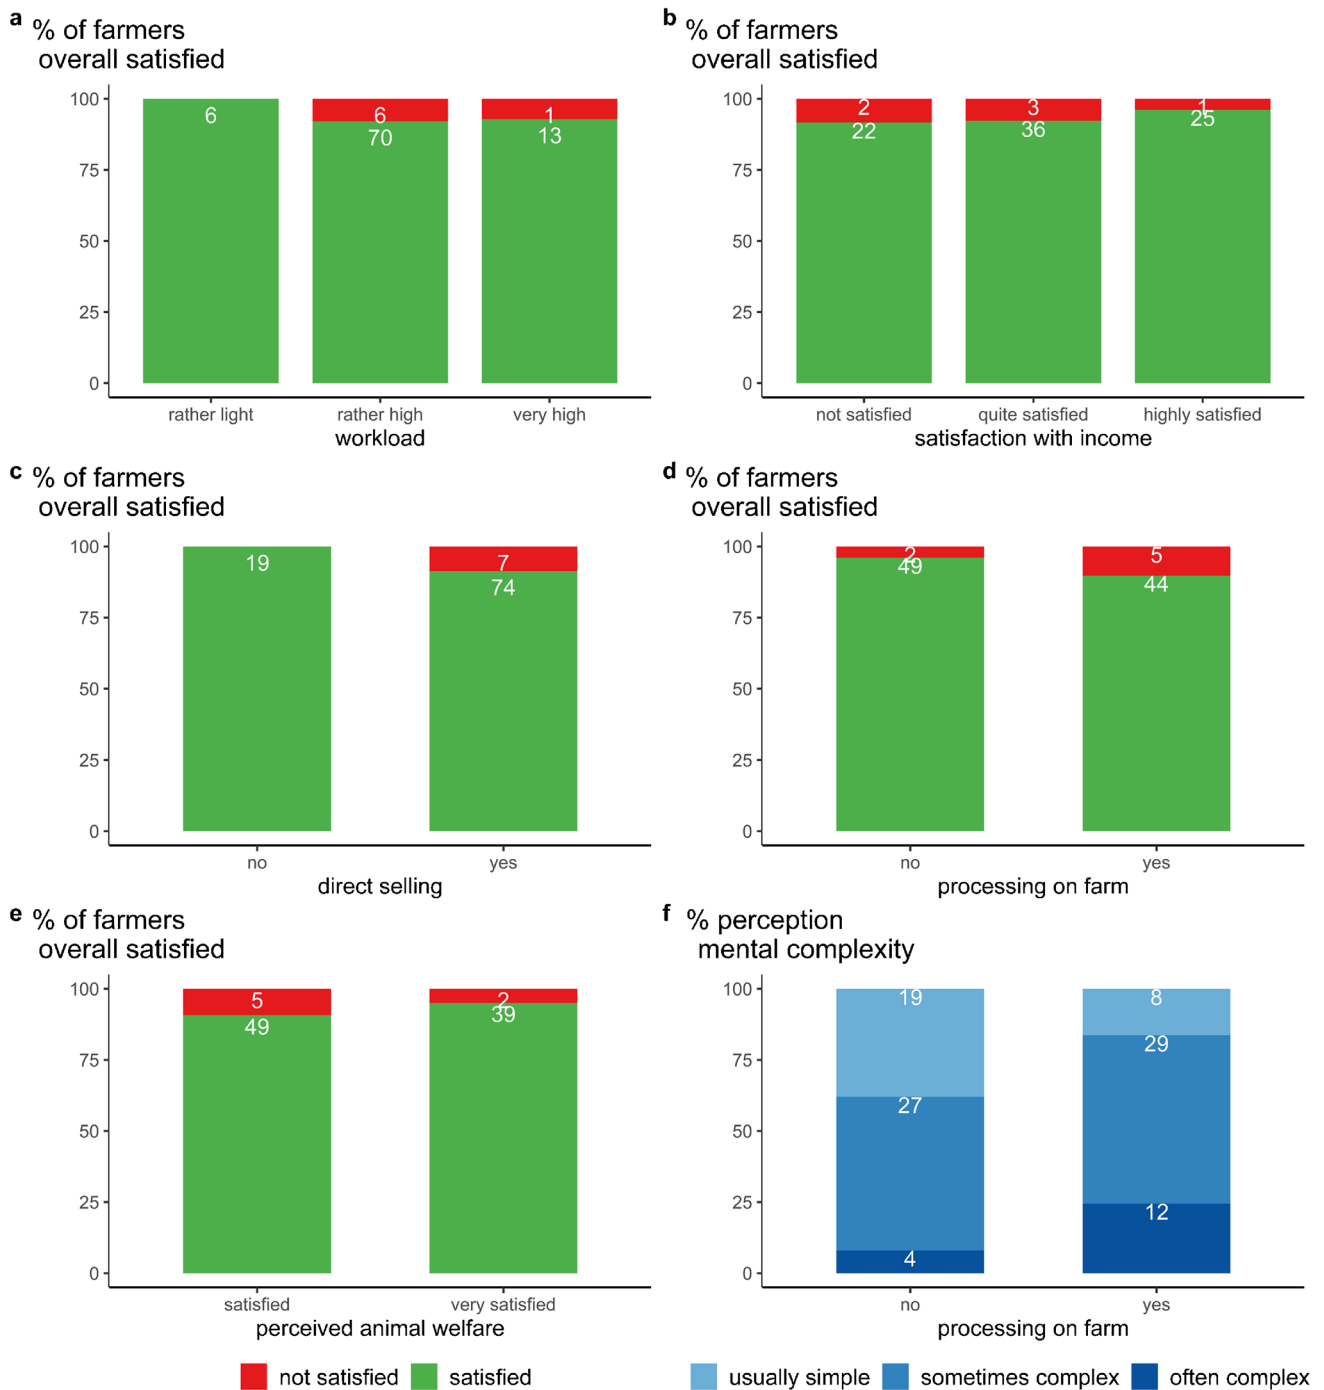 a % of farmers
overall satisfied
100
75
50
25
0
6
6
70
1
13
rather light
rather high
very high
workload
b % of farmers
overall satisfied
100
75
50
25
0
2
22
3
36
1
25
not satisfied
quite satisfied
highly satisfied
satisfaction with income
c % of farmers
overall satisfied
100
75
50
25
0
19
7
74
no
yes
direct selling
d % of farmers
overall satisfied
100
75
50
25
0
2
49
5
44
no
yes
processing on farm
e % of farmers
overall satisfied
100
75
50
25
0
5
49
2
39
satisfied
very satisfied
perceived animal welfare
f % perception
mental complexity
100
75
50
25
0
19
27
4
8
29
12
no
yes
processing on farm
not satisfied
satisfied
usually simple
sometimes complex
often complex